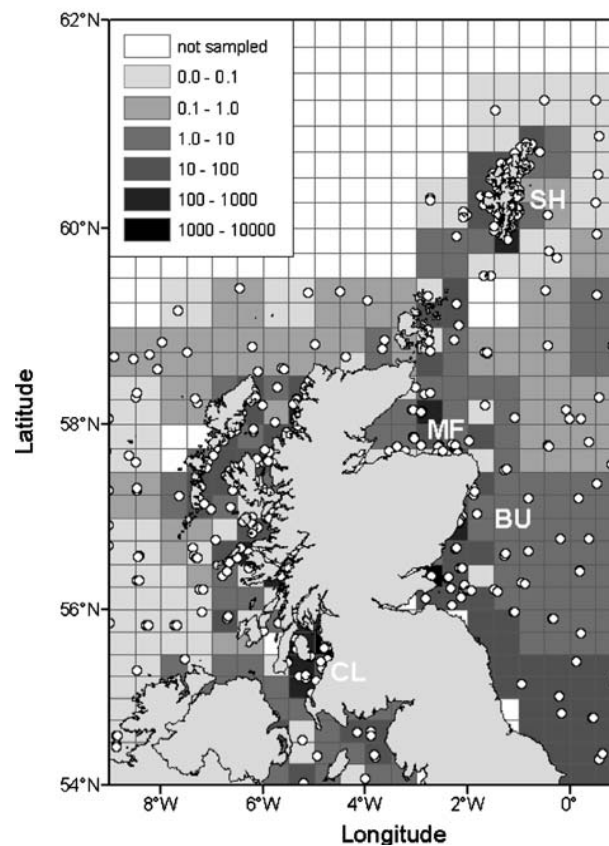 62°N
not sampled
0.0 - 0.1
0.1 - 1.0
1.0 - 10
10 - 100
100 - 1000
1000 - 10000
SH
60°N
Latitude
58°N
MF
BU
56°N
CL
54°N
8°W 6°W 4°W 2°W 0°
Longitude